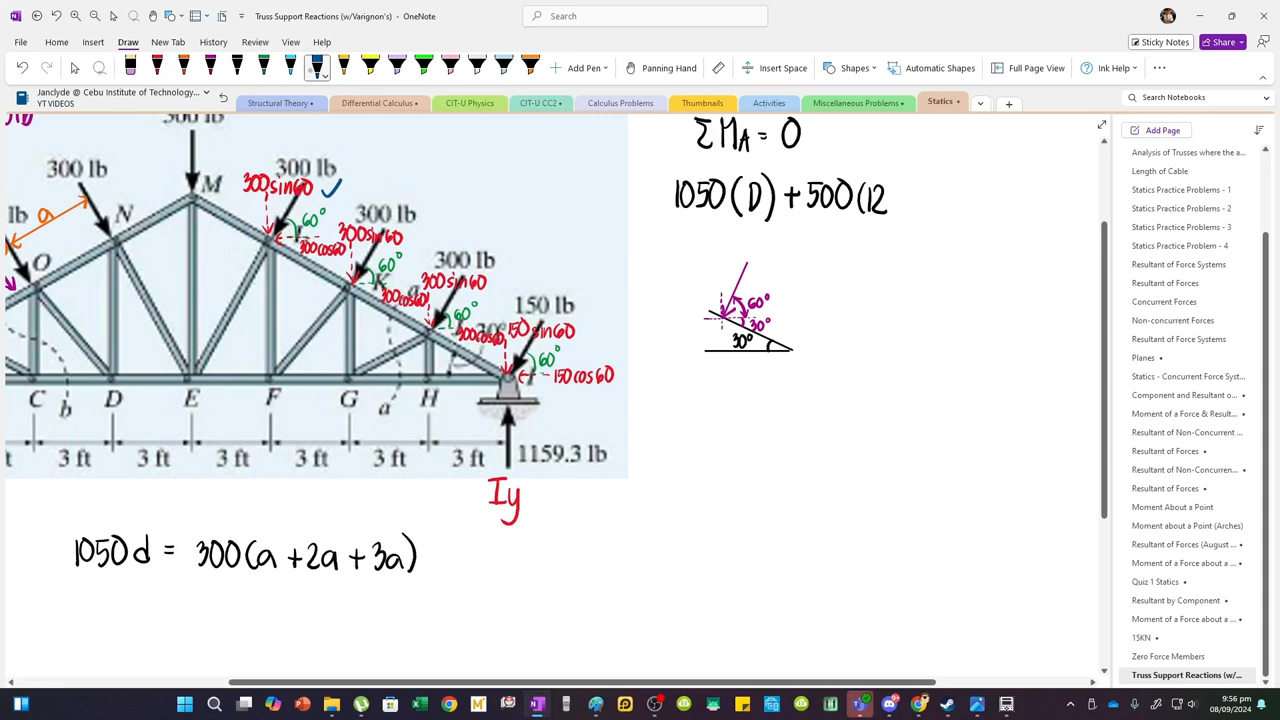 Truss Support Reactions (w/Varignon's) - OneNote
Search
File Home Insert Draw New Tab History Review View Help
Sticky Notes
Share
Add Pen
Panning Hand
Insert Space
Shapes
Automatic Shapes
Full Page View
Ink Help
Janclyde @ Cebu Institute of Technology...
YT VIDEOS
Structural Theory
Differential Calculus
CIT-U Physics
CIT-U CC2
Calculus Problems
Thumbnails
Activities
Miscellaneous Problems
Statics
Search Notebooks
Add Page
Analysis of Trusses where the a...
Length of Cable
Statics Practice Problems - 1
Statics Practice Problems - 2
Statics Practice Problems - 3
Statics Practice Problem - 4
Resultant of Force Systems
Resultant of Forces
Concurrent Forces
Non-concurrent Forces
Resultant of Force Systems
Planes
Statics - Concurrent Force Syst...
Component and Resultant o...
Moment of a Force & Result...
Resultant of Non-Concurrent ...
Resultant of Forces
Resultant of Non-Concurren...
Resultant of Forces
Moment About a Point
Moment about a Point (Arches)
Resultant of Forces (August ...
Moment of a Force about a ...
Quiz 1 Statics
Resultant by Component
Moment of a Force about a ...
15KN
Zero Force Members
Truss Support Reactions (w/...
300 lb
300 lb
300 lb
lb
a
M
N
O
300sin60 ✓
60°
300cos60
300 lb
300sin60
60°
K
300cos60
a
300 lb
300sin60
60°
300cos60
150 lb
150sin60
60°
150cos60
C D E F G H
b
a
3 ft 3 ft 3 ft 3 ft 3 ft 3 ft
1159.3 lb
Iy
1050d = 300(a + 2a + 3a)
ΣM_A = 0
1050(D) + 500(12
60°
30°
30°
9:56 pm
08/09/2024